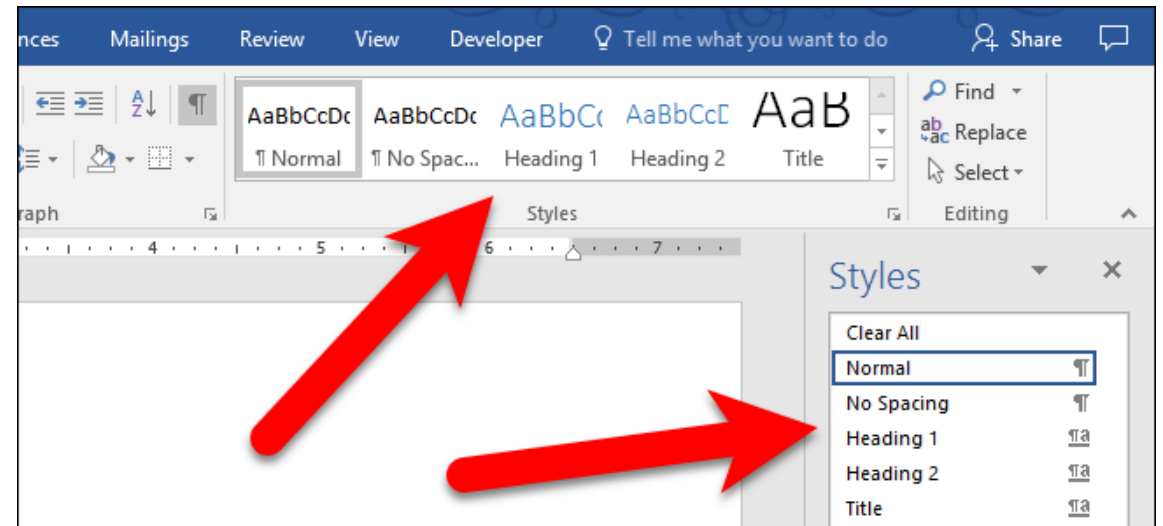 nces Mailings Review View Developer Tell me what you want to do Share
AaBbCcDc AaBbCcDc AaBbCc AaBbCcD AaB
¶ Normal ¶ No Spac... Heading 1 Heading 2 Title
Find
Replace
Select
raph Styles Editing
4 5 6 7
Styles
Clear All
Normal ¶
No Spacing ¶
Heading 1 ¶a
Heading 2 ¶a
Title ¶a